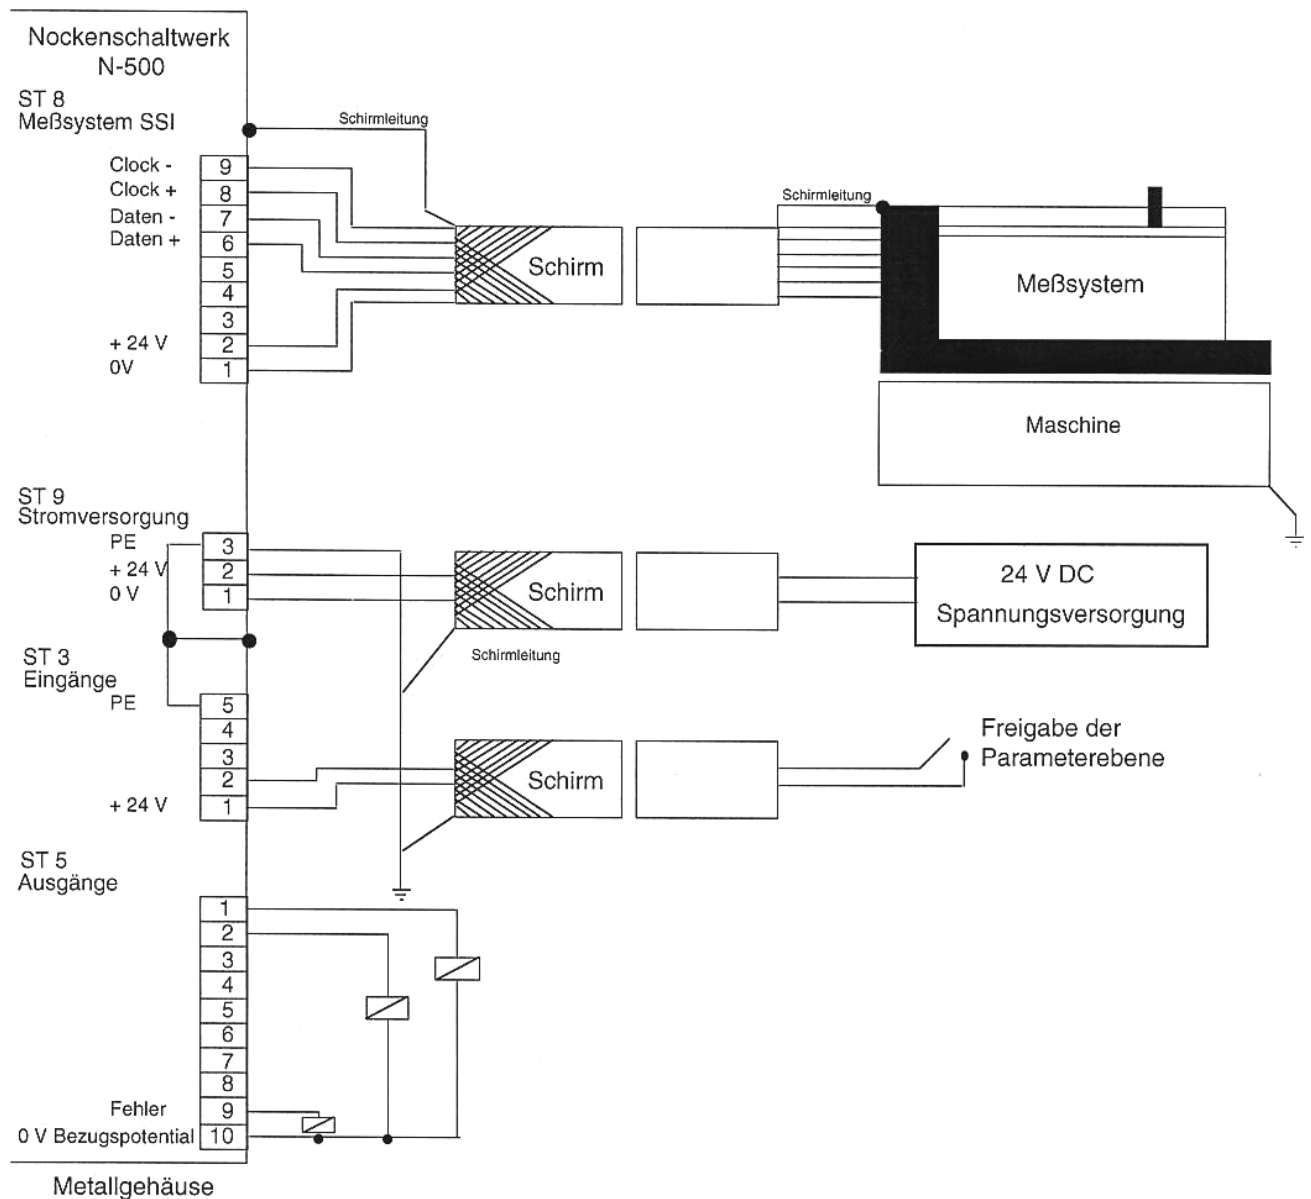 Nockenschaltwerk
N-500
ST 8
Meßsystem SSI
Schirmleitung
Clock -
9
Clock +
8
Daten -
7
Daten +
6
5
4
3
+ 24 V
2
0V
1
Schirm
Schirmleitung
Meßsystem
Maschine
ST 9
Stromversorgung
PE
3
+ 24 V
2
0 V
1
Schirm
24 V DC
Spannungsversorgung
Schirmleitung
ST 3
Eingänge
PE
5
4
3
2
+ 24 V
1
Schirm
Freigabe der
Parameterebene
ST 5
Ausgänge
1
2
3
4
5
6
7
8
Fehler
9
0 V Bezugspotential
10
Metallgehäuse